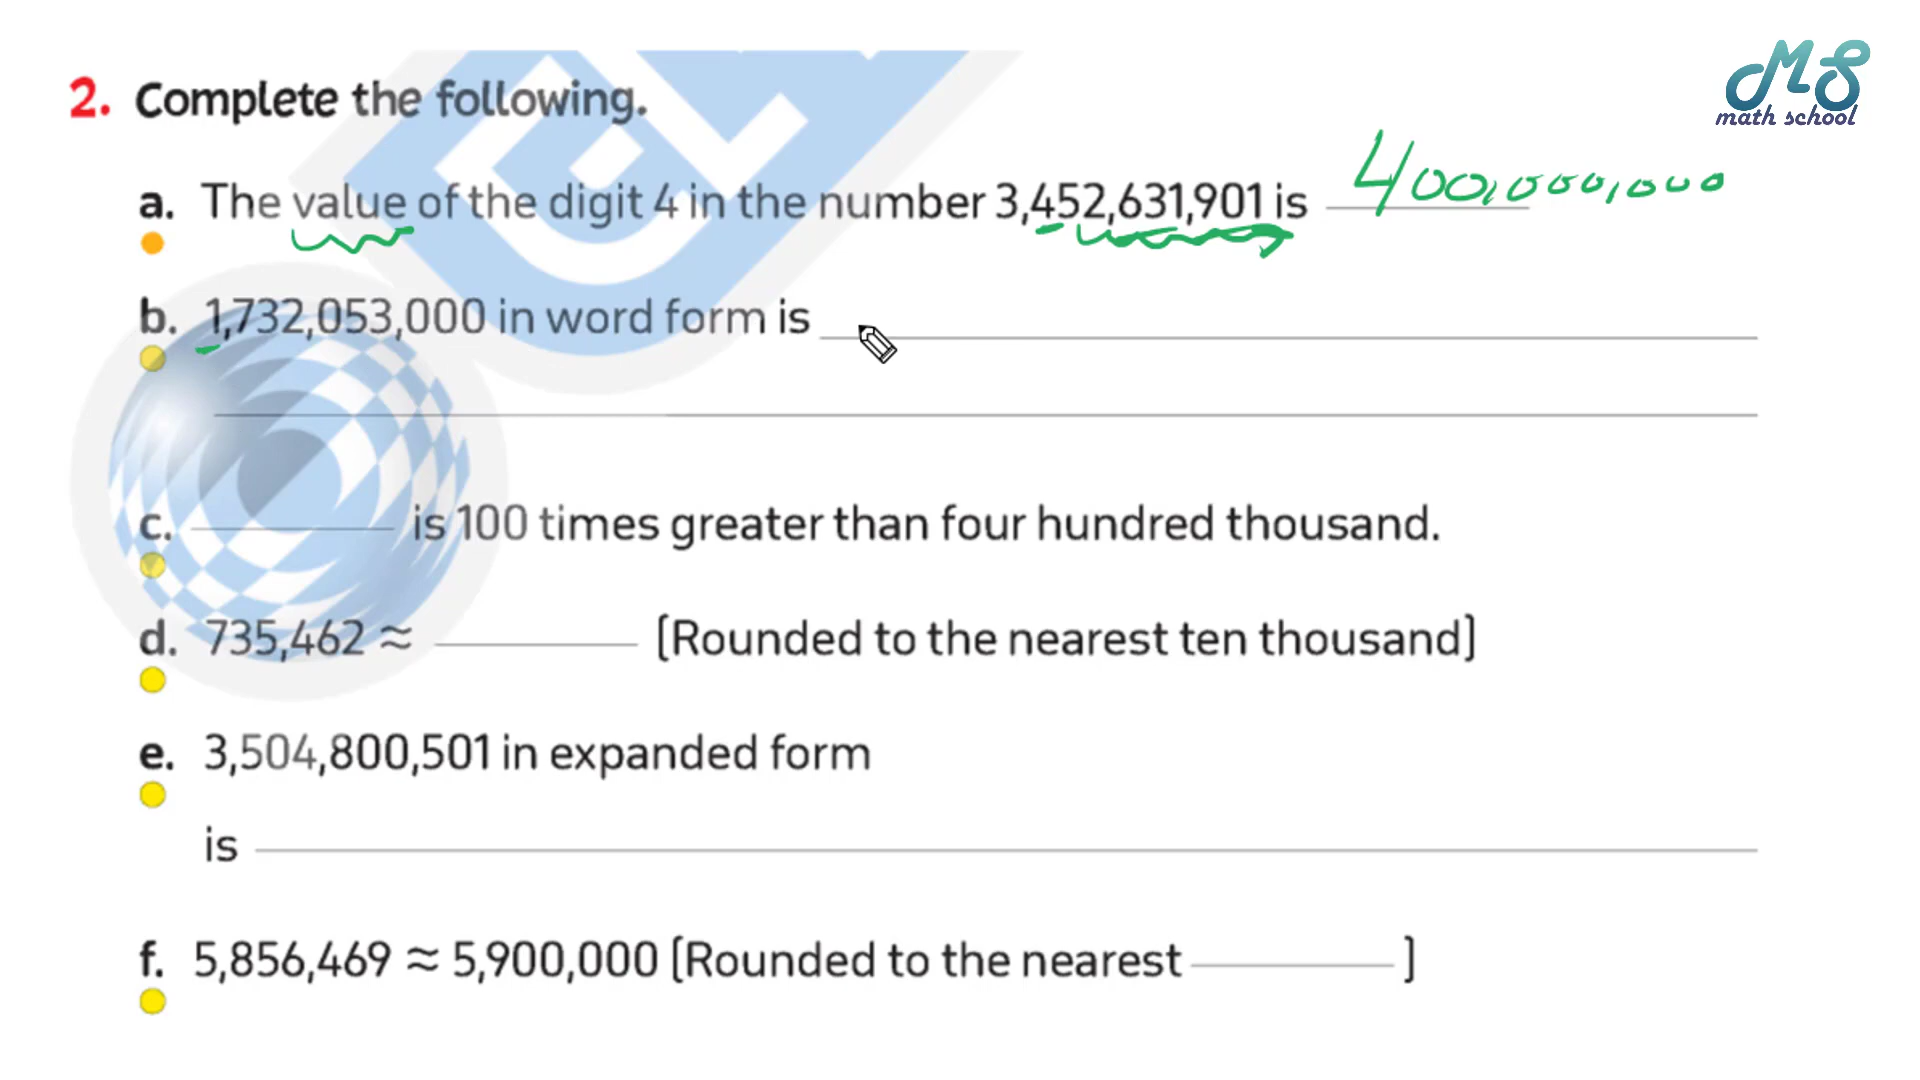 MS
math school
2. Complete the following.
a. The value of the digit 4 in the number 3,452,631,901 is 400,000,000
b. 1,732,053,000 in word form is
c. is 100 times greater than four hundred thousand.
d. 735,462 ≈ [Rounded to the nearest ten thousand]
e. 3,504,800,501 in expanded form
is
f. 5,856,469 ≈ 5,900,000 [Rounded to the nearest ]